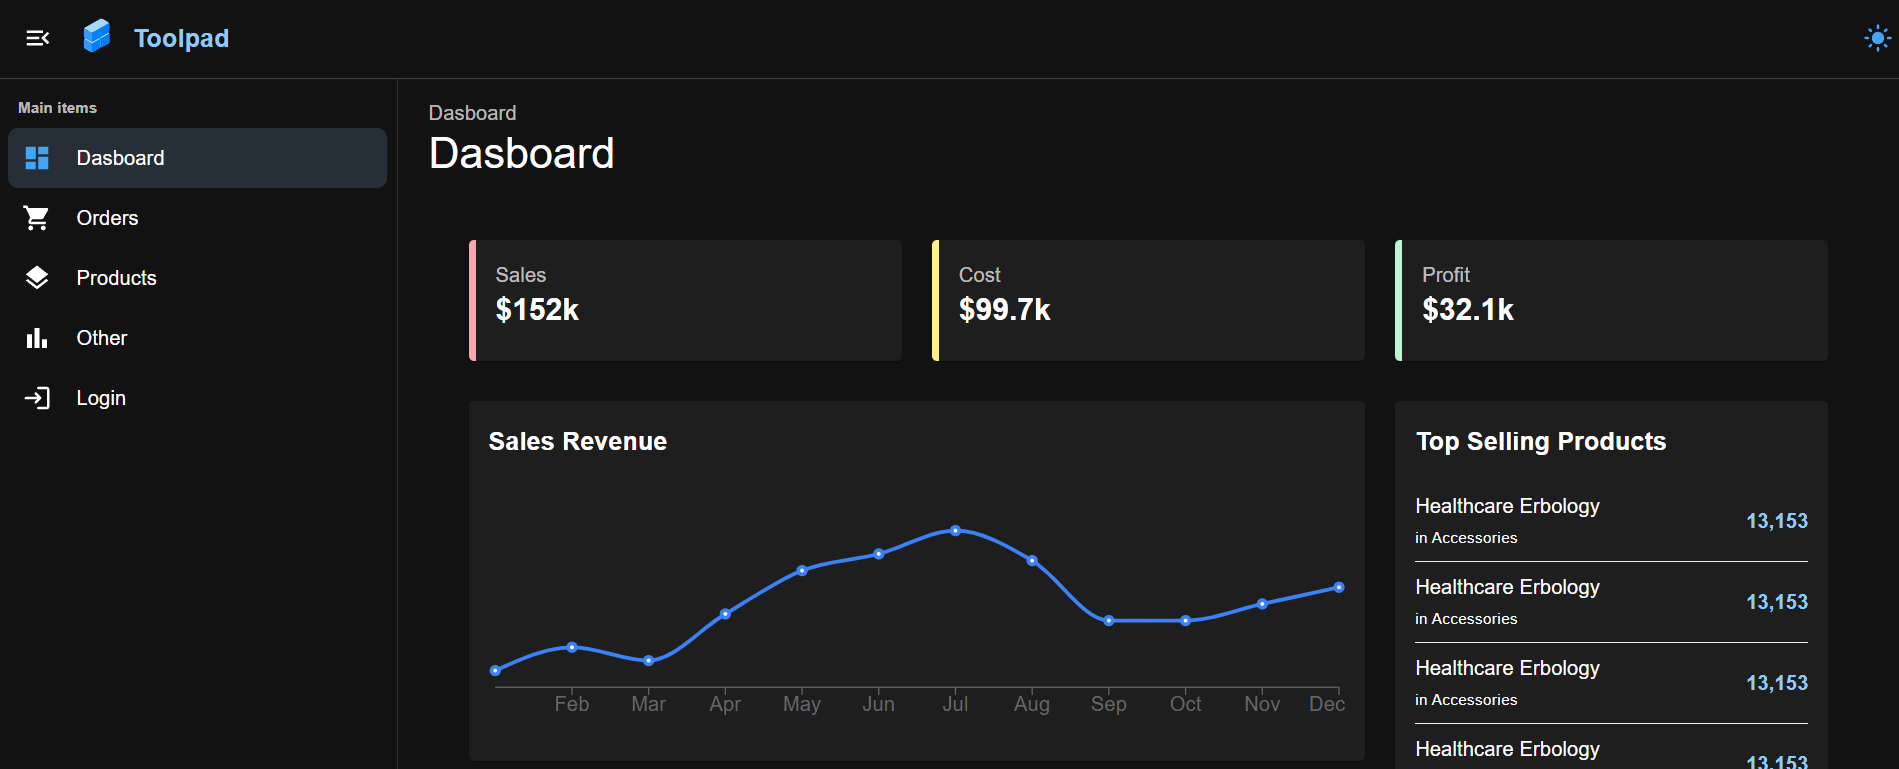 Toolpad
Main items
Dasboard
Orders
Products
Other
Login
Dasboard
Dasboard
Sales
$152k
Cost
$99.7k
Profit
$32.1k
Sales Revenue
Feb Mar Apr May Jun Jul Aug Sep Oct Nov Dec
Top Selling Products
Healthcare Erbology
in Accessories
13,153
Healthcare Erbology
in Accessories
13,153
Healthcare Erbology
in Accessories
13,153
Healthcare Erbology
13,153